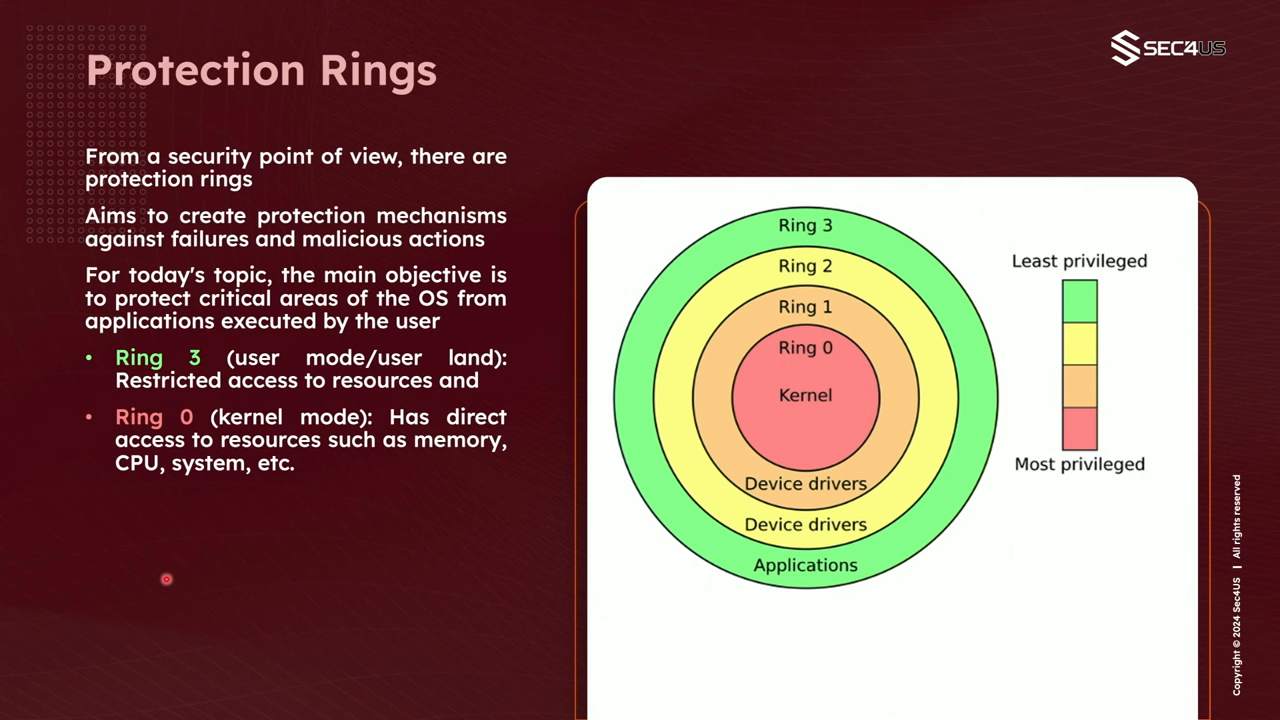 Protection Rings
SEC4US
From a security point of view, there are
protection rings
Aims to create protection mechanisms
against failures and malicious actions
For today's topic, the main objective is
to protect critical areas of the OS from
applications executed by the user
• Ring 3 (user mode/user land):
Restricted access to resources and
• Ring 0 (kernel mode): Has direct
access to resources such as memory,
CPU, system, etc.
Ring 3
Ring 2
Ring 1
Ring 0
Kernel
Device drivers
Device drivers
Applications
Least privileged
Most privileged
Copyright © 2024 Sec4US | All rights reserved